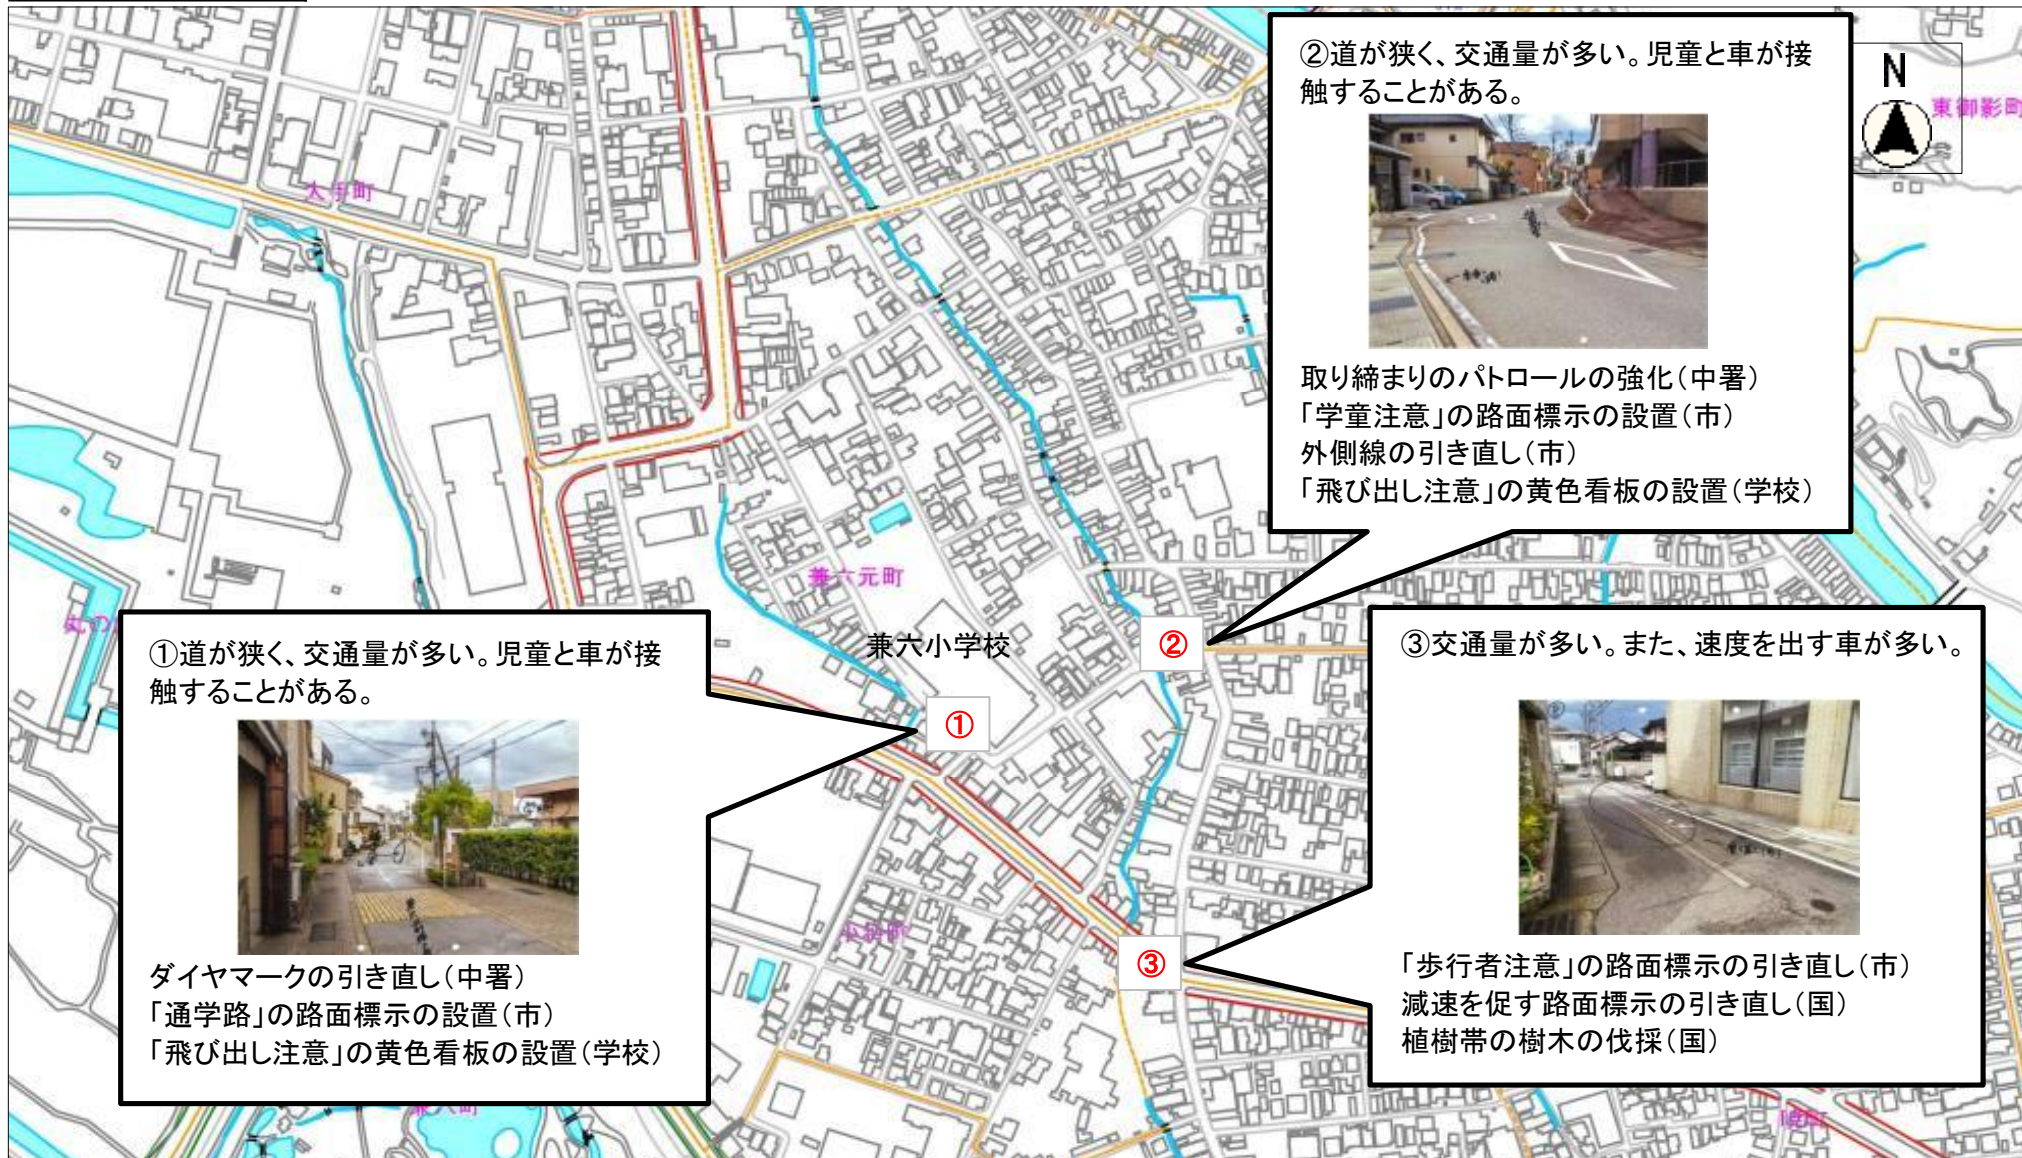 ②道が狭く、交通量が多い。児童と車が接
触することがある。
取り締まりのパトロールの強化(中署)
「学童注意」の路面標示の設置(市)
外側線の引き直し(市)
「飛び出し注意」の黄色看板の設置(学校)
N
東御影町
大手町
兼六元町
兼六小学校
②
①
③
①道が狭く、交通量が多い。児童と車が接
触することがある。
ダイヤマークの引き直し(中署)
「通学路」の路面標示の設置(市)
「飛び出し注意」の黄色看板の設置(学校)
③交通量が多い。また、速度を出す車が多い。
「歩行者注意」の路面標示の引き直し(市)
減速を促す路面標示の引き直し(国)
植樹帯の樹木の伐採(国)
兼六町